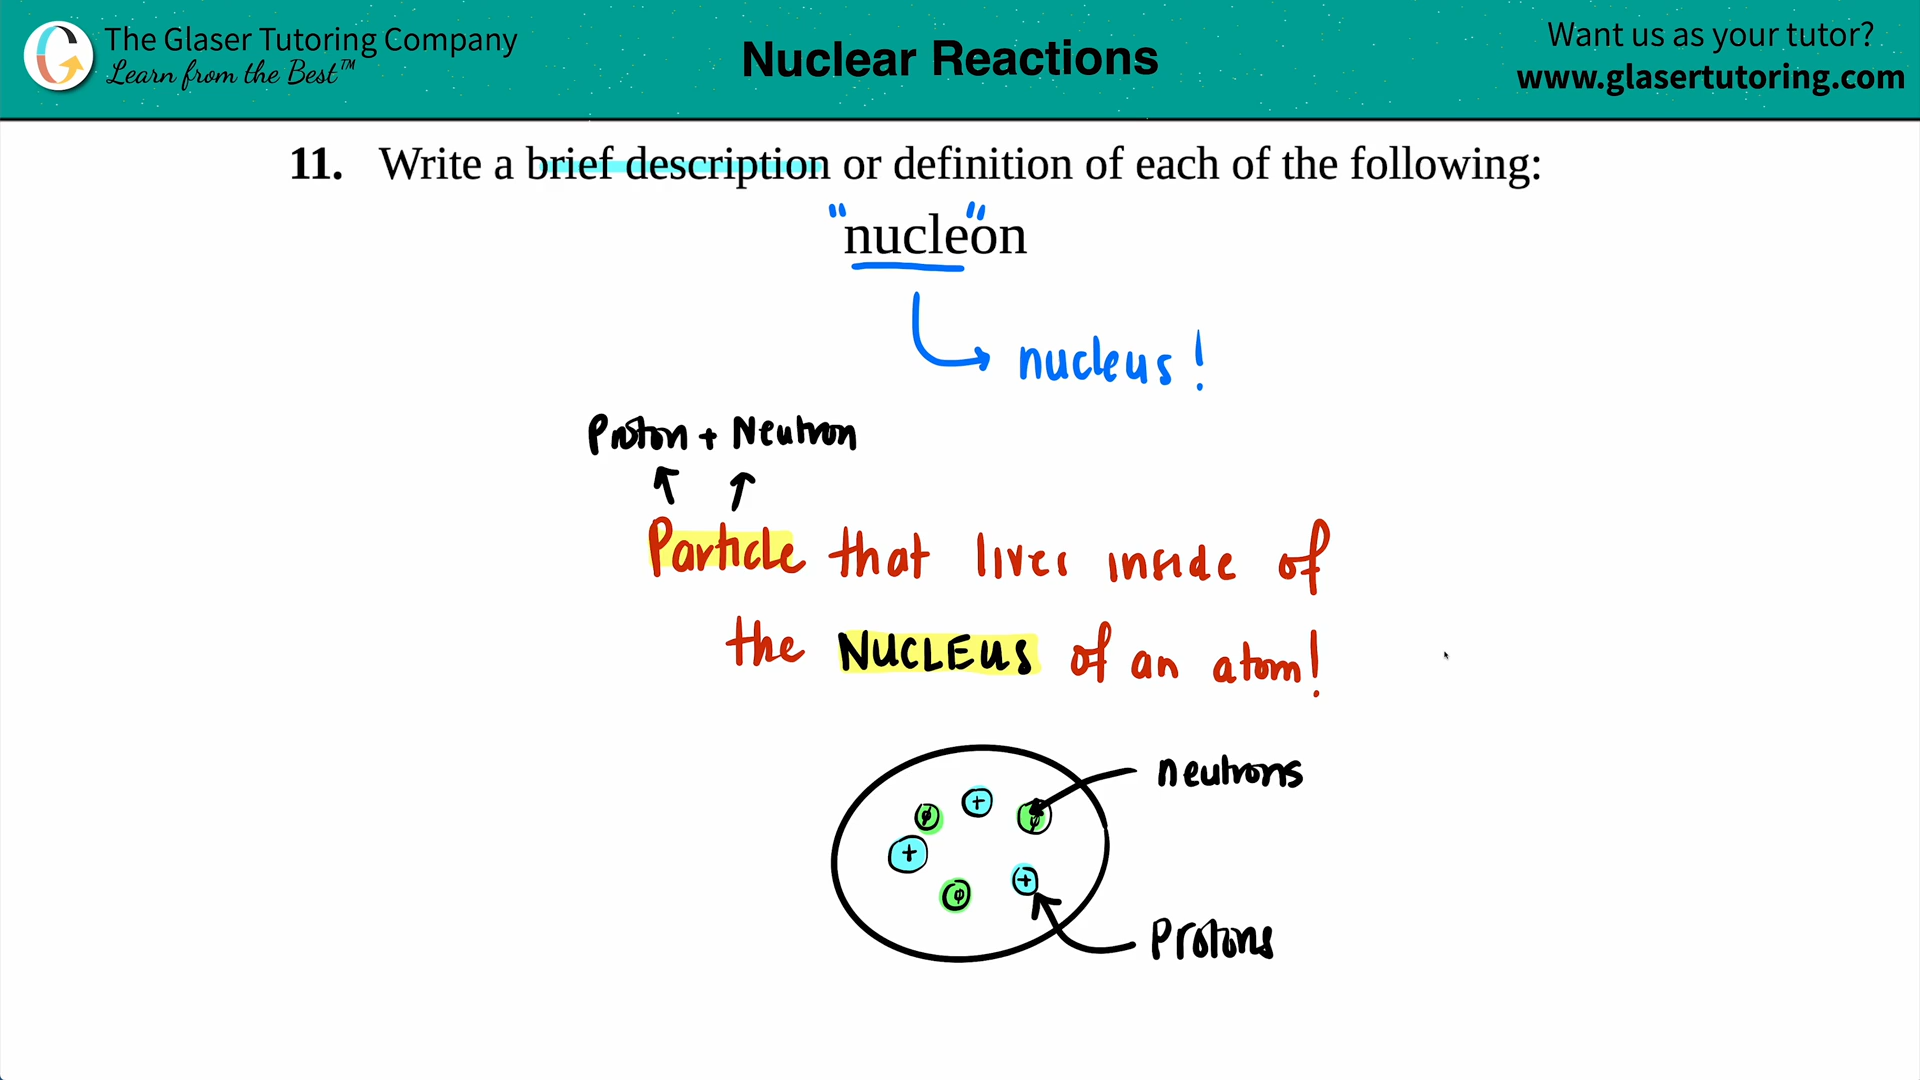 The Glaser Tutoring Company
Learn from the Best™
Nuclear Reactions
Want us as your tutor?
www.glasertutoring.com
11. Write a brief description or definition of each of the following:
"nucle"on
nucleus!
Proton + Neutron
Particle that lives inside of
the NUCLEUS of an atom!
neutrons
+
φ
φ
+
+
φ
Protons